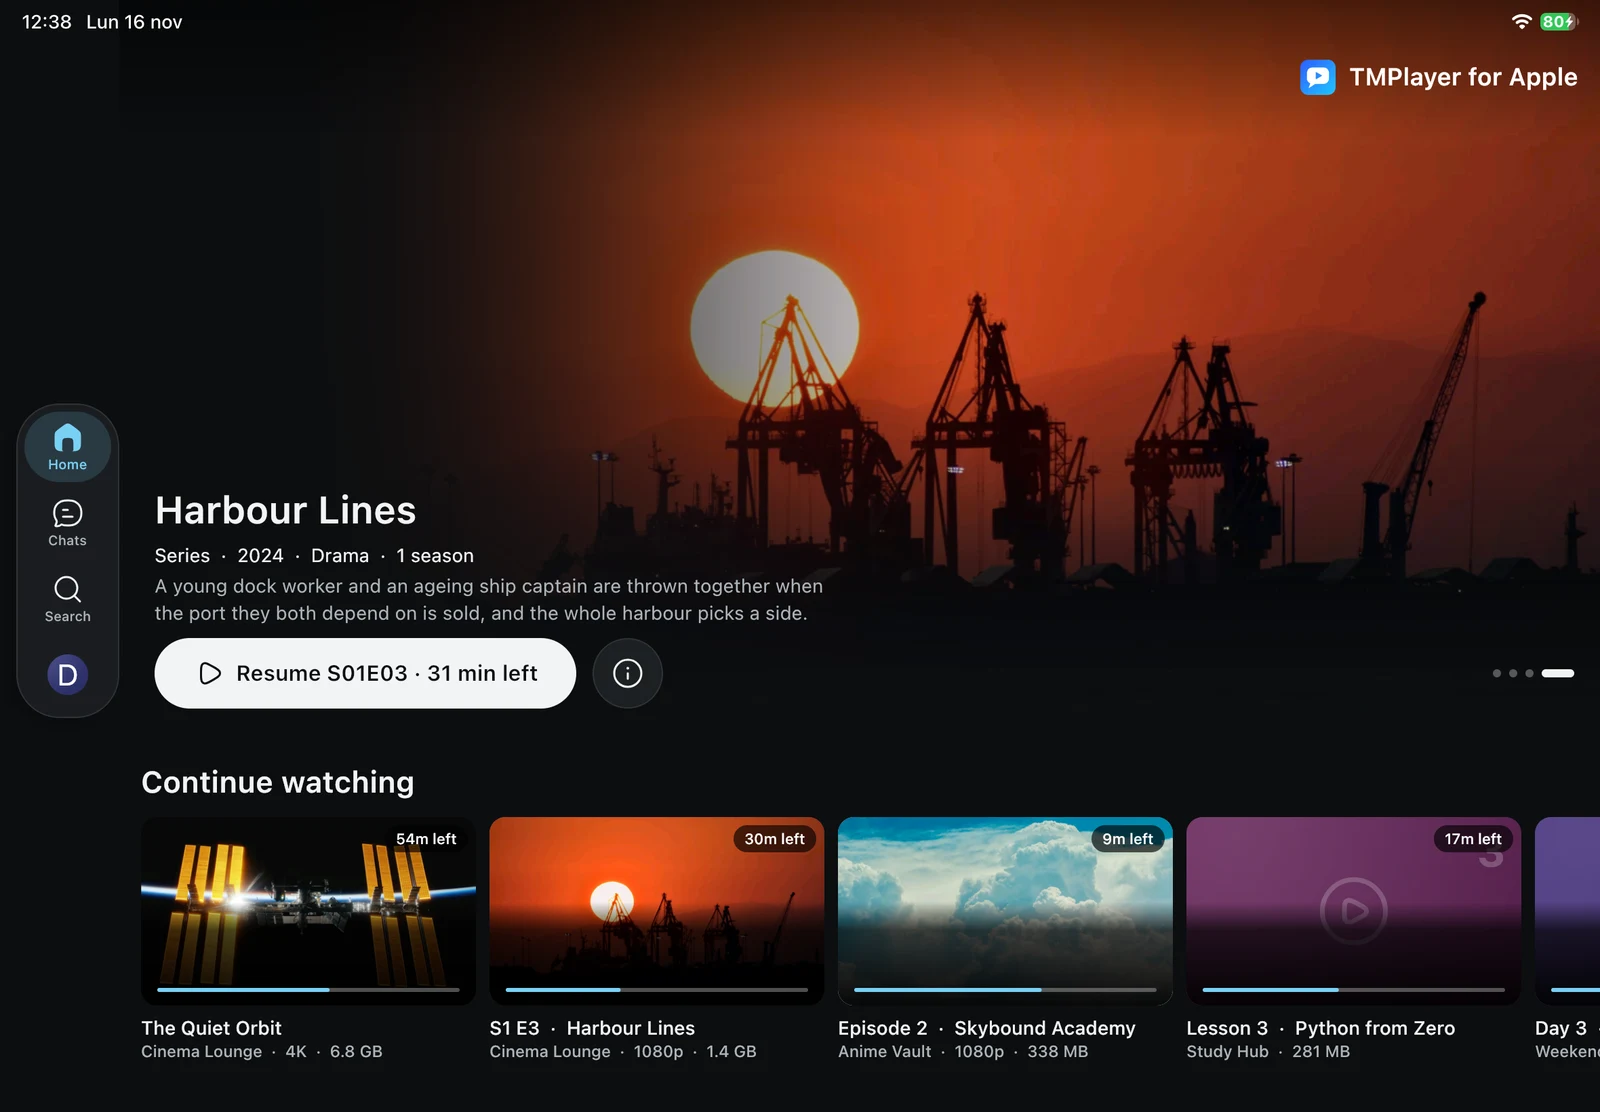 12:38 Lun 16 nov
80
TMPlayer for Apple
Home
Chats
Search
D
Harbour Lines
Series · 2024 · Drama · 1 season
A young dock worker and an ageing ship captain are thrown together when
the port they both depend on is sold, and the whole harbour picks a side.
Resume S01E03 · 31 min left
Continue watching
54m left
30m left
9m left
17m left
3
The Quiet Orbit
Cinema Lounge · 4K · 6.8 GB
S1 E3 · Harbour Lines
Cinema Lounge · 1080p · 1.4 GB
Episode 2 · Skybound Academy
Anime Vault · 1080p · 338 MB
Lesson 3 · Python from Zero
Study Hub · 281 MB
Day 3